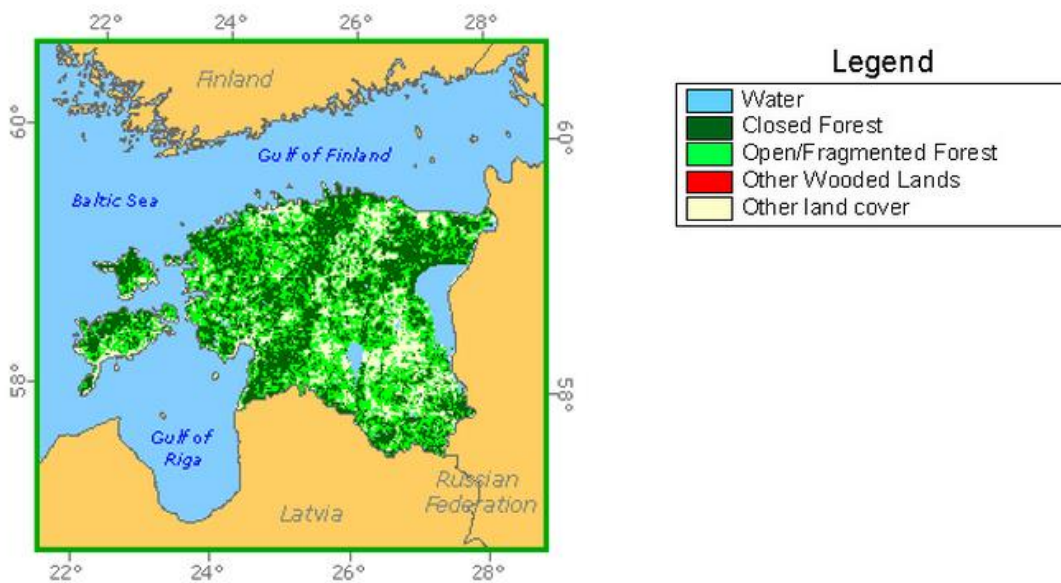 22° 24° 26° 28°
Finland
60°
60°
Gulf of Finland
Baltic Sea
58°
58°
Gulf of
Riga
Latvia
Russian
Federation
22° 24° 26° 28°
Legend
Water
Closed Forest
Open/Fragmented Forest
Other Wooded Lands
Other land cover